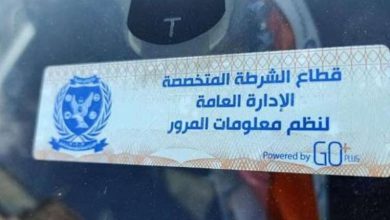 T
قطاع الشرطة المتخصصة
الإدارة العامة
لنظم معلومات المرور
Powered by GO+ PLUS